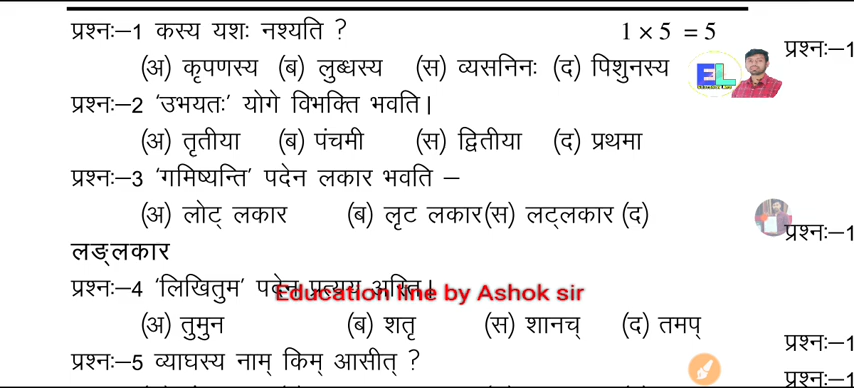 प्रश्नः–1 कस्य यशः नश्यति ? 1 × 5 = 5
(अ) कृपणस्य (ब) लुब्धस्य (स) व्यसनिनः (द) पिशुनस्य
प्रश्नः–2 'उभयतः' योगे विभक्ति भवति।
(अ) तृतीया (ब) पंचमी (स) द्वितीया (द) प्रथमा
प्रश्नः–3 'गमिष्यन्ति' पदेन लकार भवति –
(अ) लोट् लकार (ब) लृट लकार(स) लट्लकार (द)
लङ्लकार
प्रश्नः–4 'लिखितुम' पदेन प्रत्यय अस्ति।
Education line by Ashok sir
(अ) तुमुन (ब) शतृ (स) शानच् (द) तमप्
प्रश्नः–5 व्याघस्य नाम् किम् आसीत् ?
EL
प्रश्नः–1
प्रश्नः–1
प्रश्नः–1
प्रश्नः–1